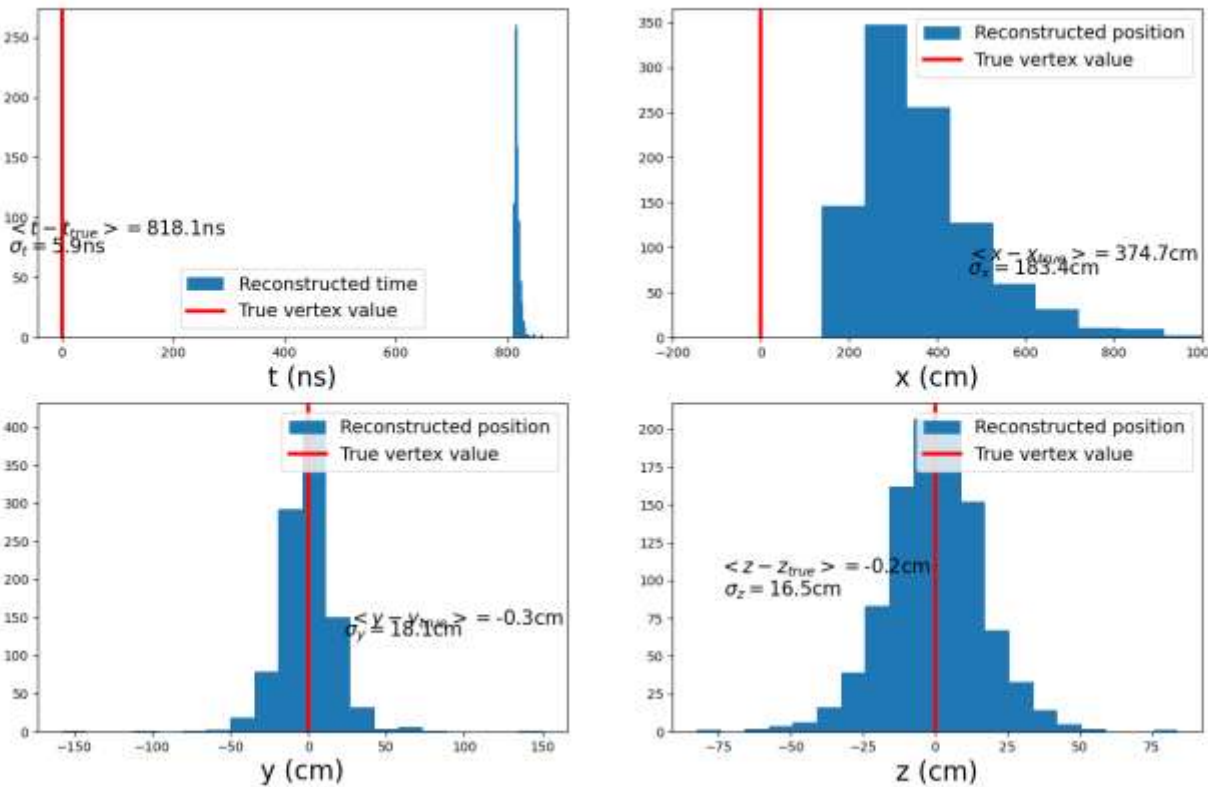 250
200
150
100
50
0
< t − t_true > = 818.1ns
σ_t = 5.9ns
Reconstructed time
True vertex value
0 200 400 600 800
t (ns)
350
300
250
200
150
100
50
0
Reconstructed position
True vertex value
< x − x_true > = 374.7cm
σ_x = 183.4cm
−200 0 200 400 600 800 1000
x (cm)
400
350
300
250
200
150
100
50
0
Reconstructed position
True vertex value
< y − y_true > = -0.3cm
σ_y = 18.1cm
−150 −100 −50 0 50 100 150
y (cm)
200
175
150
125
100
75
50
25
0
Reconstructed position
True vertex value
< z − z_true > = -0.2cm
σ_z = 16.5cm
−75 −50 −25 0 25 50 75
z (cm)